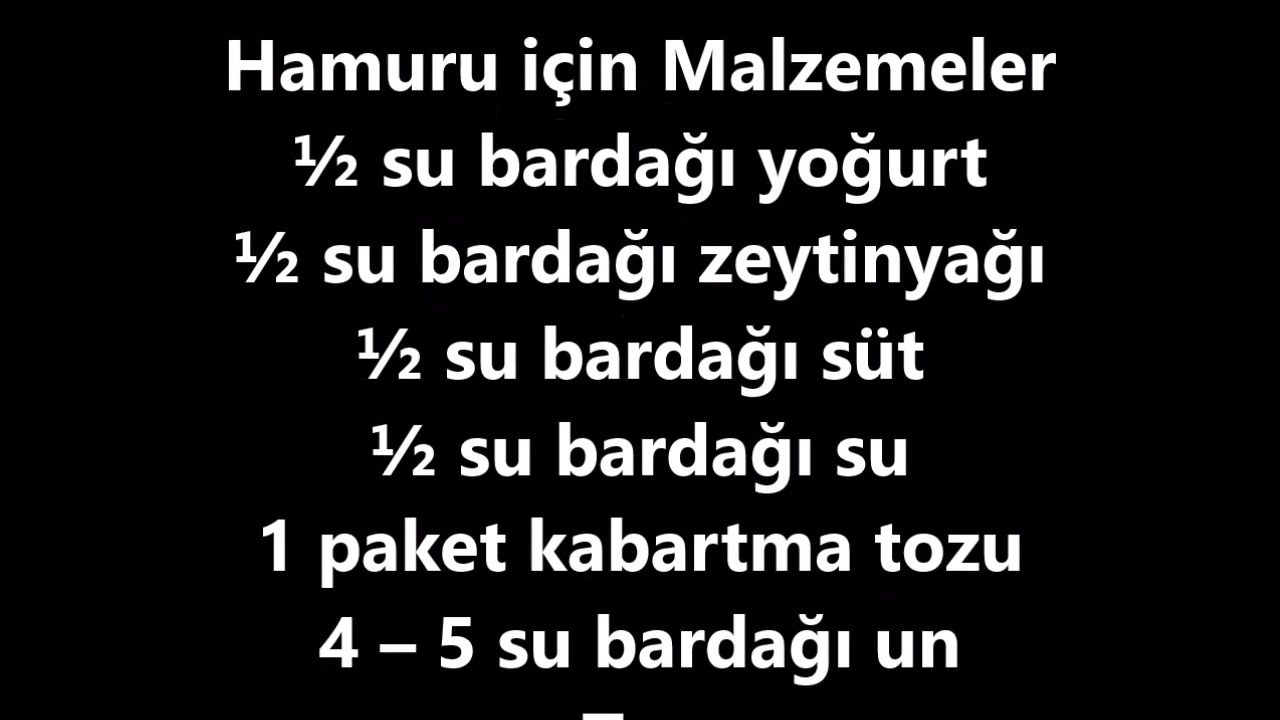 Hamuru için Malzemeler
½ su bardağı yoğurt
½ su bardağı zeytinyağı
½ su bardağı süt
½ su bardağı su
1 paket kabartma tozu
4 – 5 su bardağı un